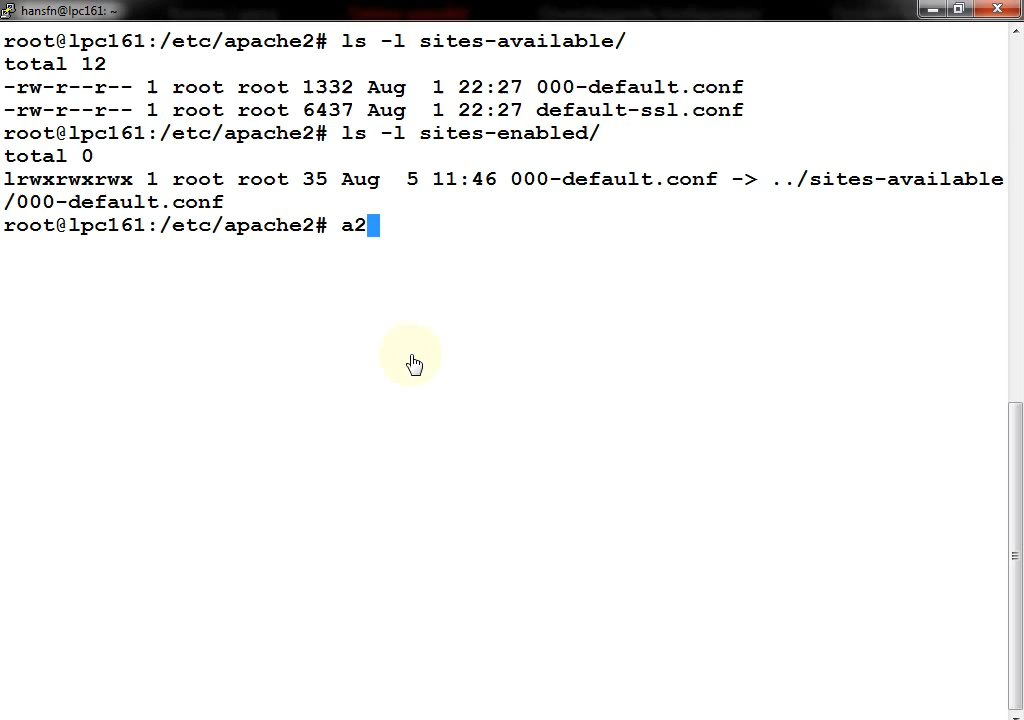 hansfn@lpc161: ~
root@lpc161:/etc/apache2# ls -l sites-available/
total 12
-rw-r--r-- 1 root root 1332 Aug  1 22:27 000-default.conf
-rw-r--r-- 1 root root 6437 Aug  1 22:27 default-ssl.conf
root@lpc161:/etc/apache2# ls -l sites-enabled/
total 0
lrwxrwxrwx 1 root root 35 Aug  5 11:46 000-default.conf -> ../sites-available
/000-default.conf
root@lpc161:/etc/apache2# a2